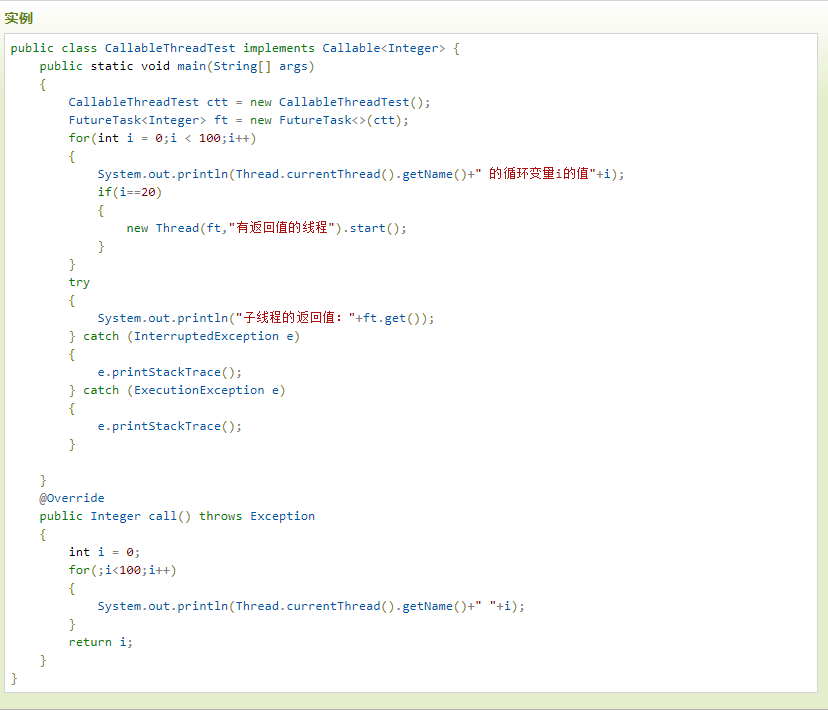 实例
public class CallableThreadTest implements Callable<Integer> {
    public static void main(String[] args)
    {
        CallableThreadTest ctt = new CallableThreadTest();
        FutureTask<Integer> ft = new FutureTask<>(ctt);
        for(int i = 0;i < 100;i++)
        {
            System.out.println(Thread.currentThread().getName()+" 的循环变量i的值"+i);
            if(i==20)
            {
                new Thread(ft,"有返回值的线程").start();
            }
        }
        try
        {
            System.out.println("子线程的返回值："+ft.get());
        } catch (InterruptedException e)
        {
            e.printStackTrace();
        } catch (ExecutionException e)
        {
            e.printStackTrace();
        }
    }
    @Override
    public Integer call() throws Exception
    {
        int i = 0;
        for(;i<100;i++)
        {
            System.out.println(Thread.currentThread().getName()+" "+i);
        }
        return i;
    }
}